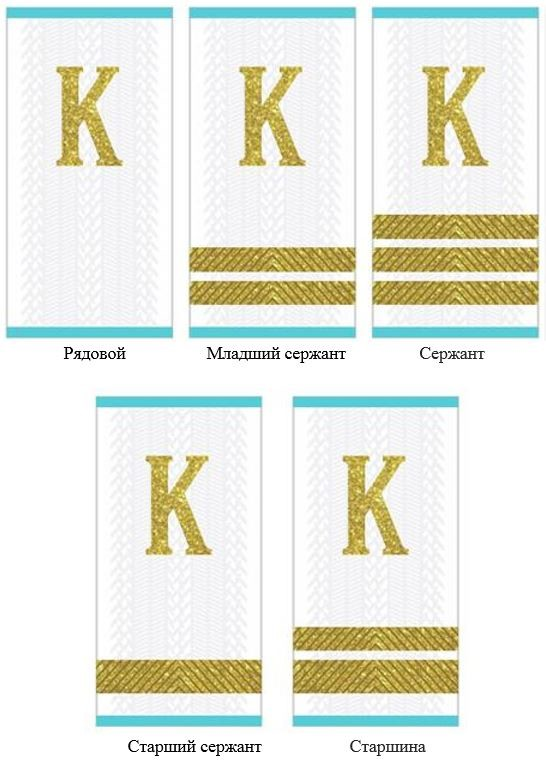 К К К
Рядовой Младший сержант Сержант
К К
Старший сержант Старшина